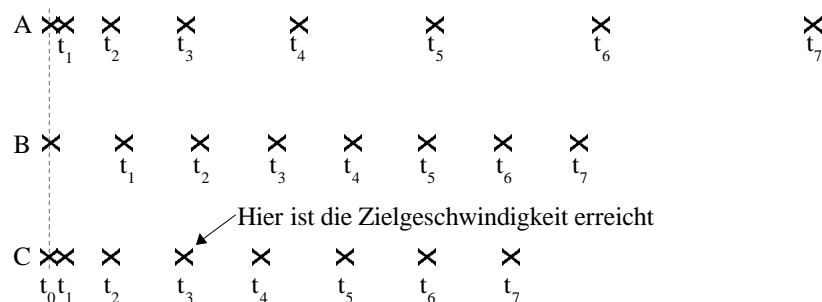 A
t₁ t₂ t₃ t₄ t₅ t₆ t₇
B
t₁ t₂ t₃ t₄ t₅ t₆ t₇
Hier ist die Zielgeschwindigkeit erreicht
C
t₀ t₁ t₂ t₃ t₄ t₅ t₆ t₇